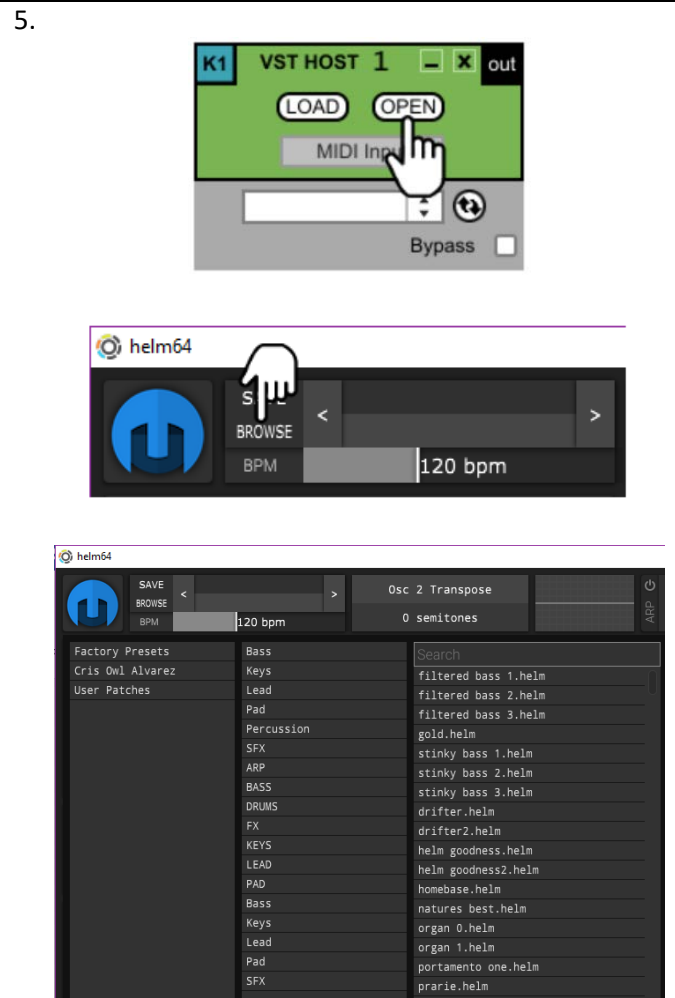 5.
K1 VST HOST 1 out
LOAD OPEN
MIDI Inpu
Bypass
helm64
BROWSE
< >
BPM 120 bpm
helm64
SAVE
BROWSE
< >
BPM 120 bpm
Osc 2 Transpose
0 semitones
ARP
Factory Presets
Cris Owl Alvarez
User Patches
Bass
Keys
Lead
Pad
Percussion
SFX
ARP
BASS
DRUMS
FX
KEYS
LEAD
PAD
Bass
Keys
Lead
Pad
SFX
Search
filtered bass 1.helm
filtered bass 2.helm
filtered bass 3.helm
gold.helm
stinky bass 1.helm
stinky bass 2.helm
stinky bass 3.helm
drifter.helm
drifter2.helm
helm goodness.helm
helm goodness2.helm
homebase.helm
natures best.helm
organ 0.helm
organ 1.helm
portamento one.helm
prarie.helm